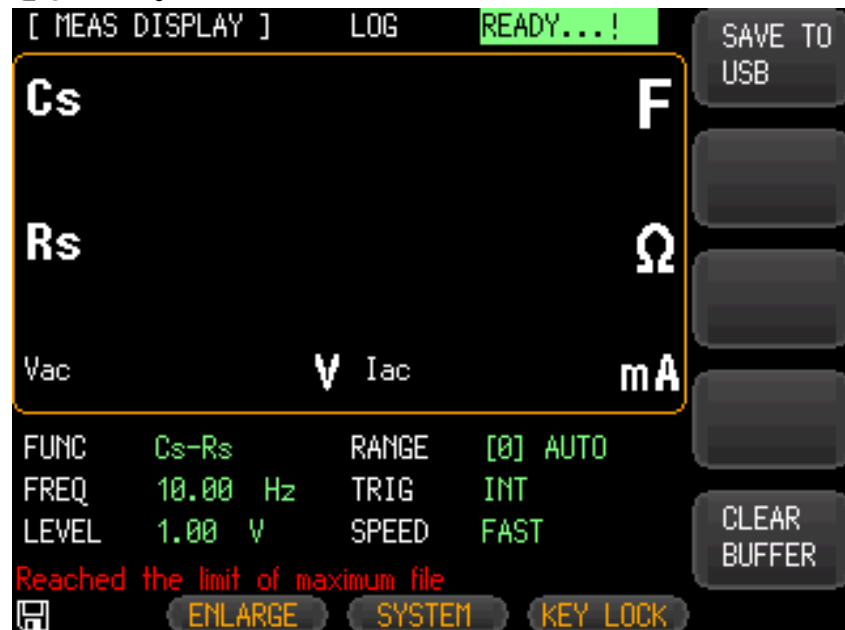 [ MEAS DISPLAY ] LOG READY...!
SAVE TO
USB
Cs F
Rs Ω
Vac V Iac mA
FUNC Cs-Rs RANGE [0] AUTO
FREQ 10.00 Hz TRIG INT
LEVEL 1.00 V SPEED FAST
CLEAR
BUFFER
Reached the limit of maximum file
ENLARGE SYSTEM KEY LOCK